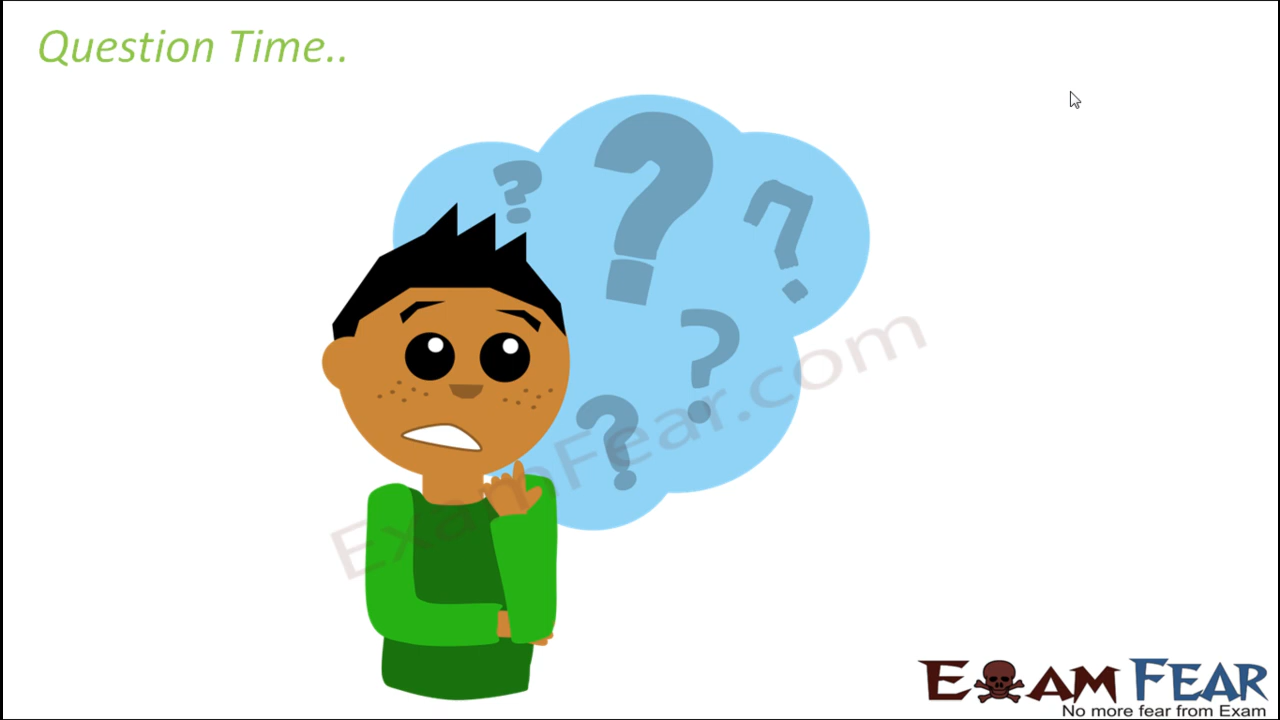 Question Time..
? ? ?
?
?
ExamFear.com
EXAM FEAR
No more fear from Exam